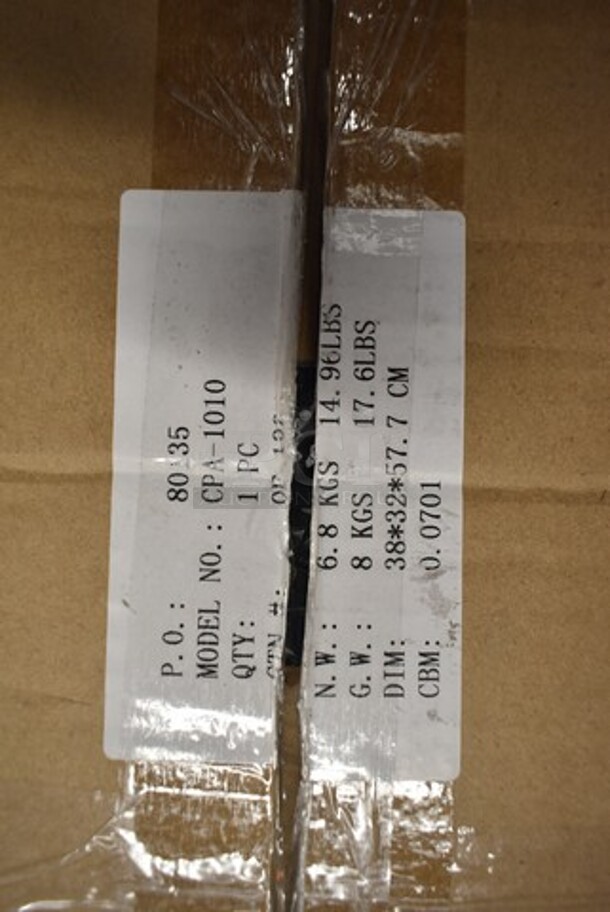 P.O.:
MODEL NO.: CPA-1010
QTY: 1 PC
OF
N.W.: 6.8 KGS 14.96LBS
G.W.: 8 KGS 17.6LBS
DIM: 38*32*57.7 CM
CBM: 0.0701